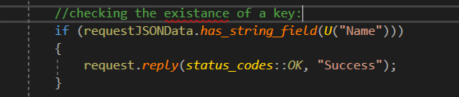 //checking the existance of a key:
if (requestJSONData.has_string_field(U("Name")))
{
request.reply(status_codes::OK, "Success");
}